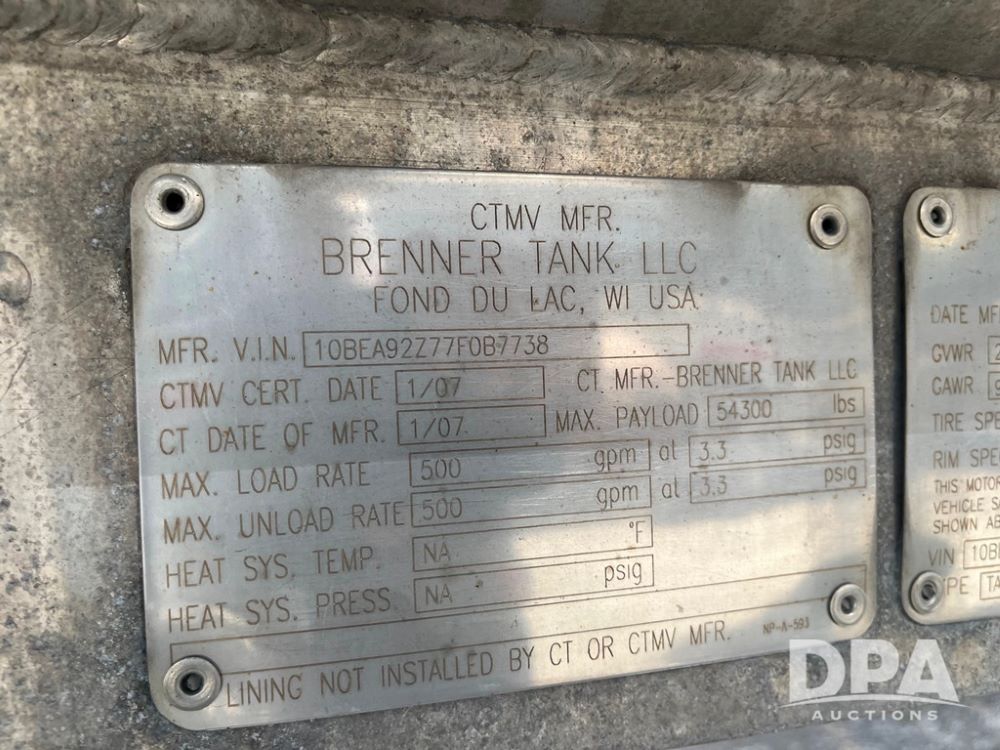 CTMV MFR.
BRENNER TANK LLC
FOND DU LAC, WI USA
MFR. V.I.N. 10BEA92Z77F0B7738
CTMV CERT. DATE 1/07 CT MFR.-BRENNER TANK LLC
CT DATE OF MFR. 1/07 MAX. PAYLOAD 54300 lbs
MAX. LOAD RATE 500 gpm at 3.3 psig
MAX. UNLOAD RATE 500 gpm at 3.3 psig
HEAT SYS. TEMP. NA °F
HEAT SYS. PRESS. NA psig
LINING NOT INSTALLED BY CT OR CTMV MFR. NP-A-593
DATE MF
GVWR 2
GAWR
TIRE SPE
RIM SPE
THIS MOTOR
VEHICLE S
SHOWN AB
VIN 10B
TYPE TA
DPA
AUCTIONS